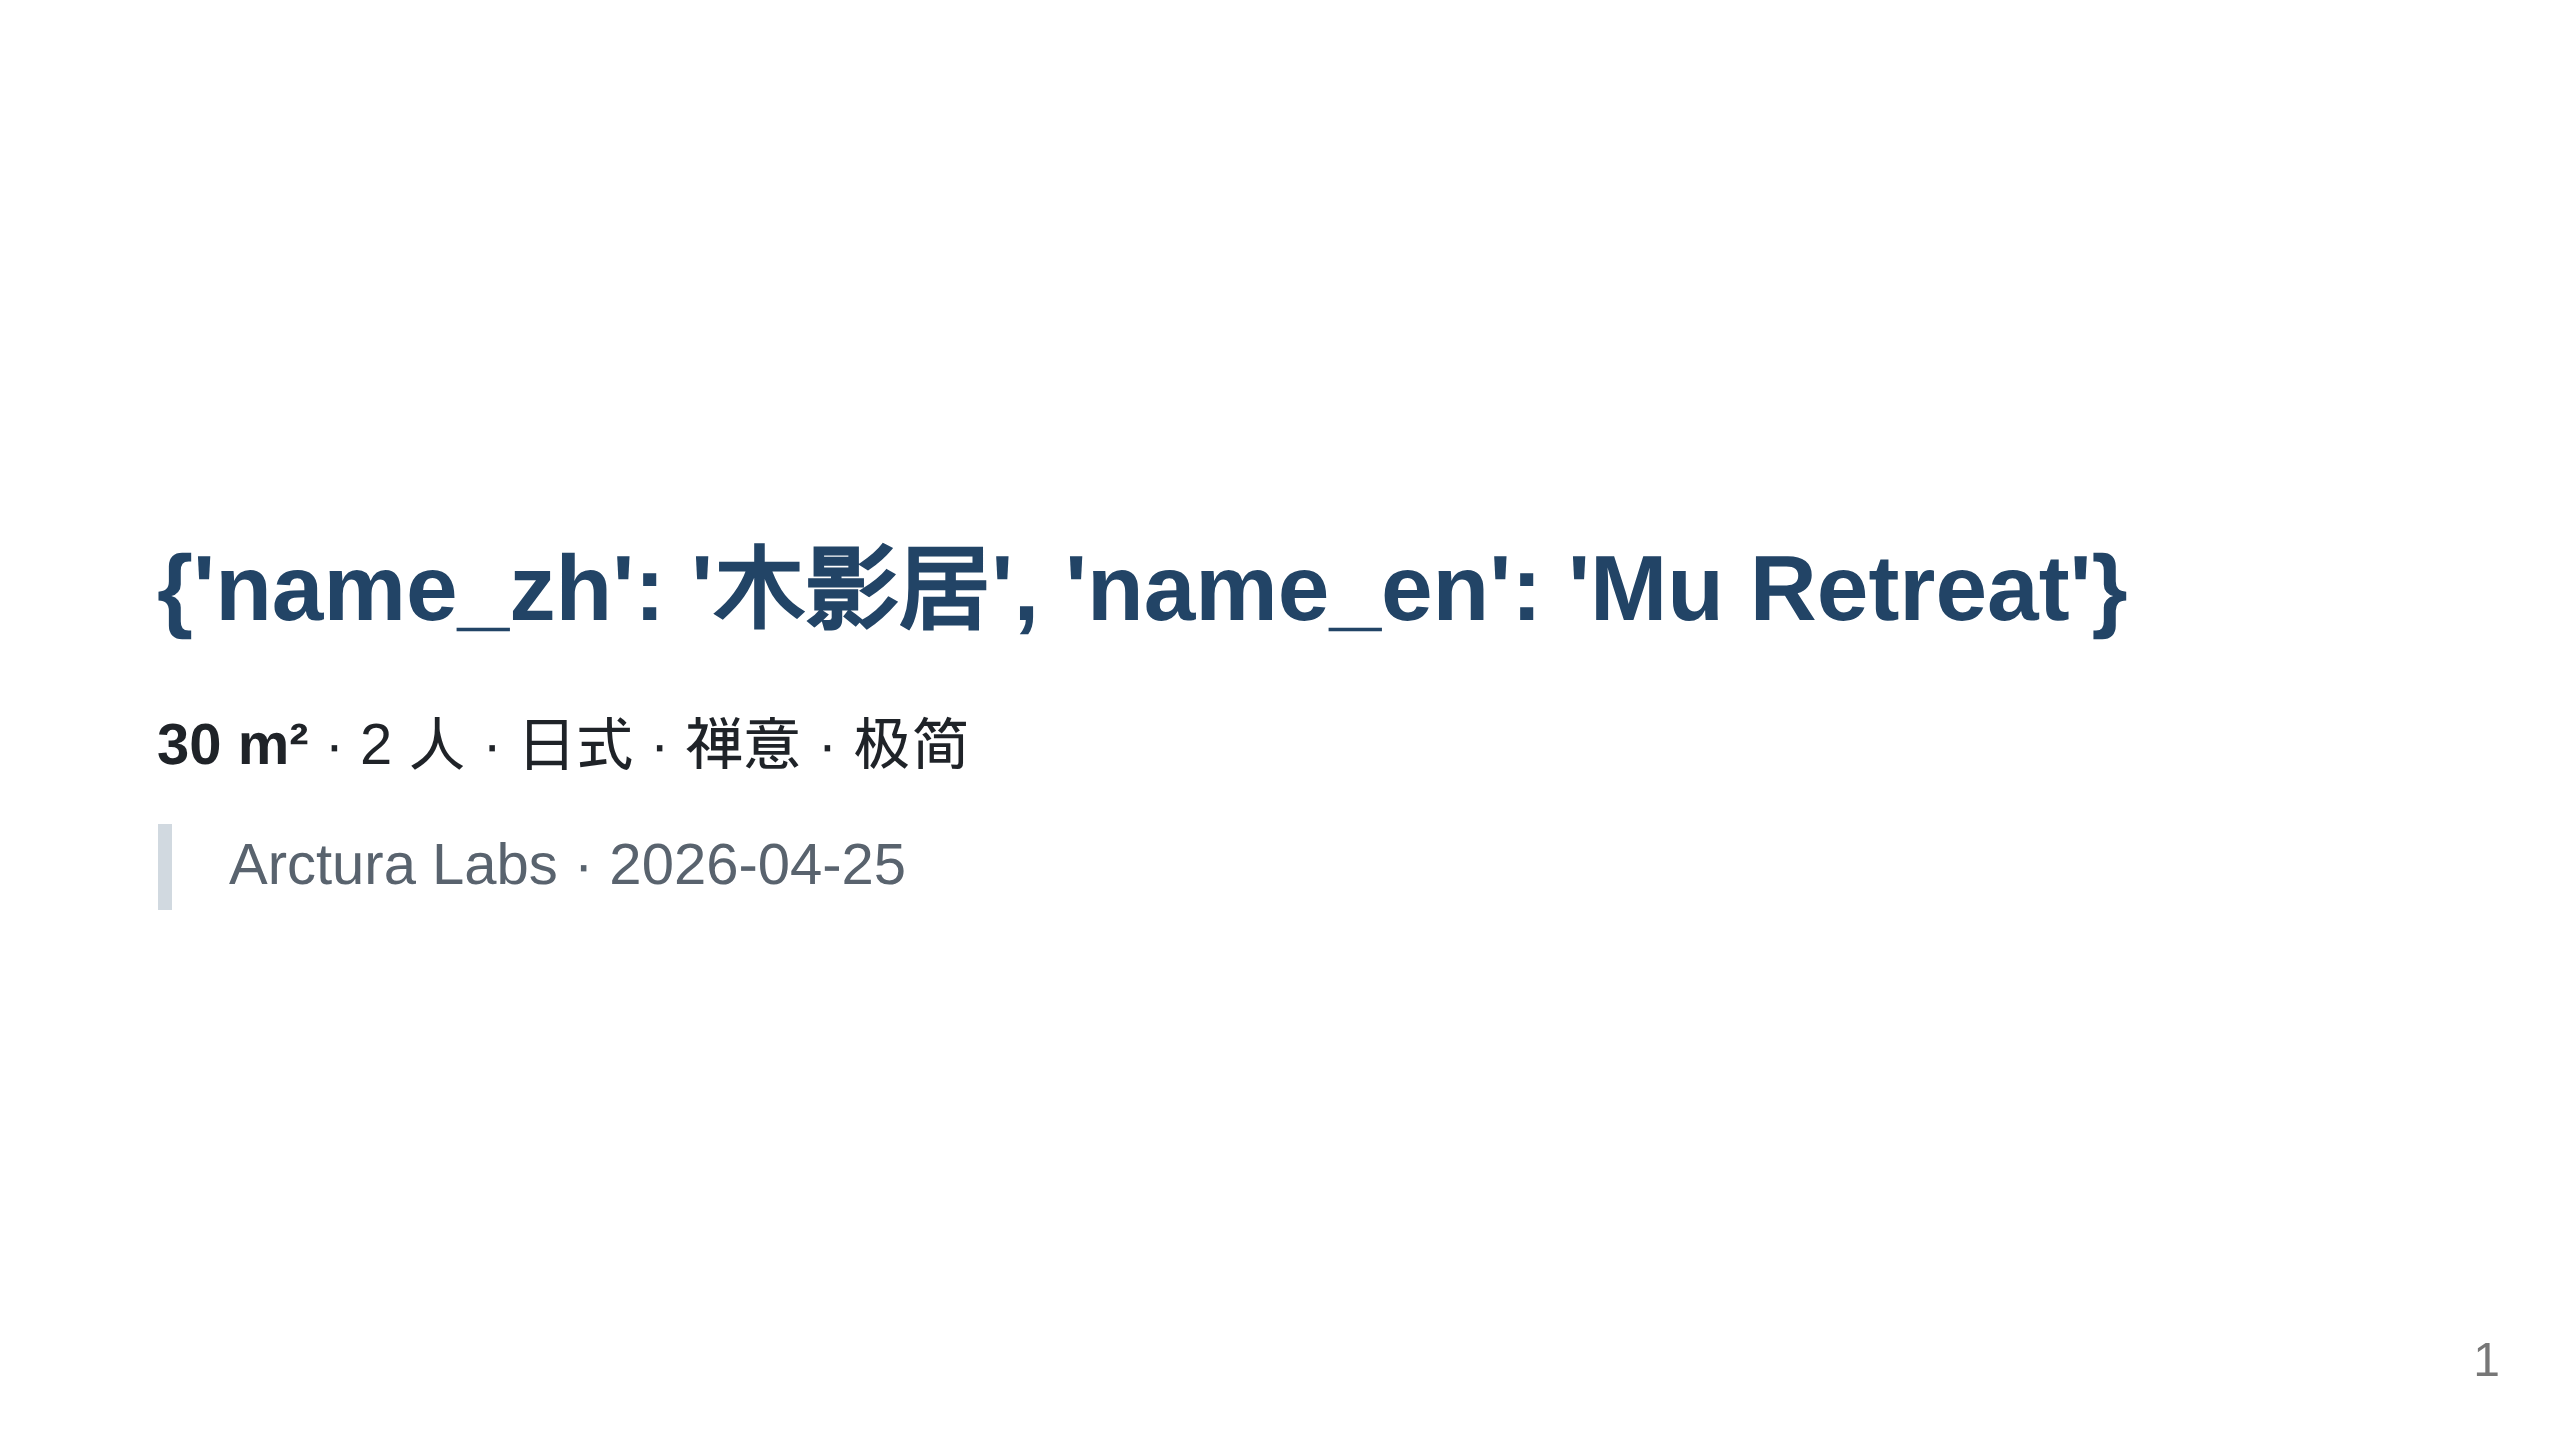 {'name_zh': '木影居', 'name_en': 'Mu Retreat'}
30 m² · 2 人 · 日式 · 禅意 · 极简
Arctura Labs · 2026-04-25
1